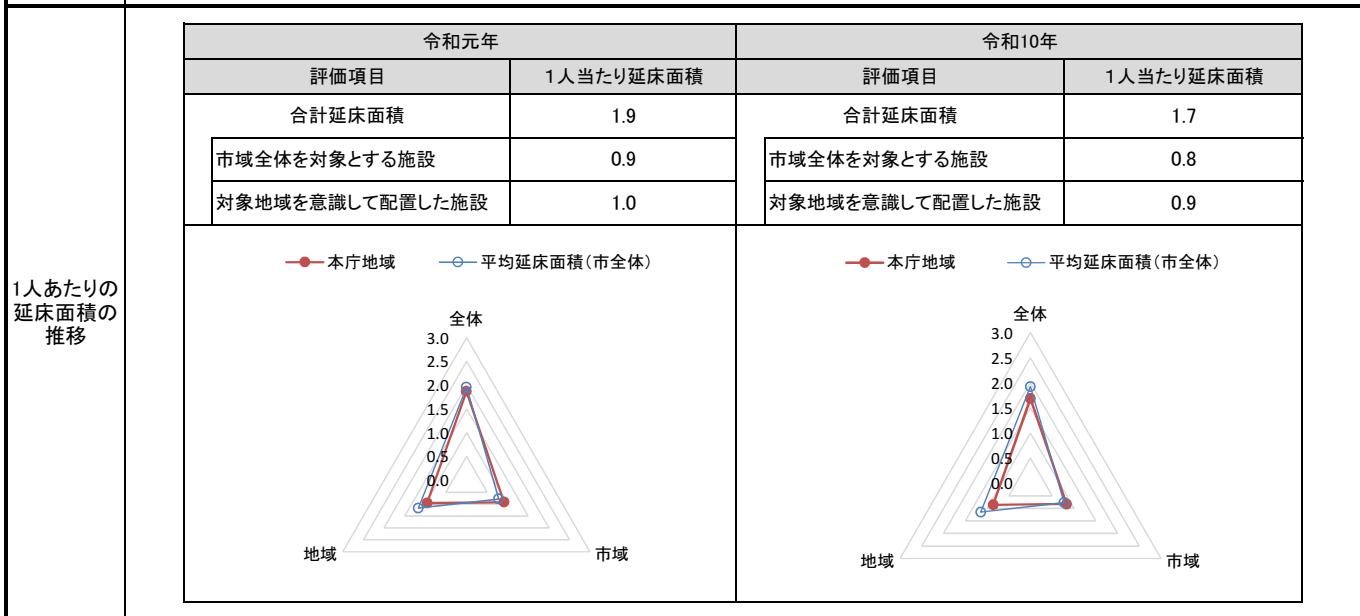 1人あたりの
延床面積の
推移
令和元年
令和10年
評価項目
1人当たり延床面積
評価項目
1人当たり延床面積
合計延床面積
1.9
合計延床面積
1.7
市域全体を対象とする施設
0.9
市域全体を対象とする施設
0.8
対象地域を意識して配置した施設
1.0
対象地域を意識して配置した施設
0.9
本庁地域
平均延床面積(市全体)
全体
3.0
2.5
2.0
1.5
1.0
0.5
0.0
地域
市域
本庁地域
平均延床面積(市全体)
全体
3.0
2.5
2.0
1.5
1.0
0.5
0.0
地域
市域